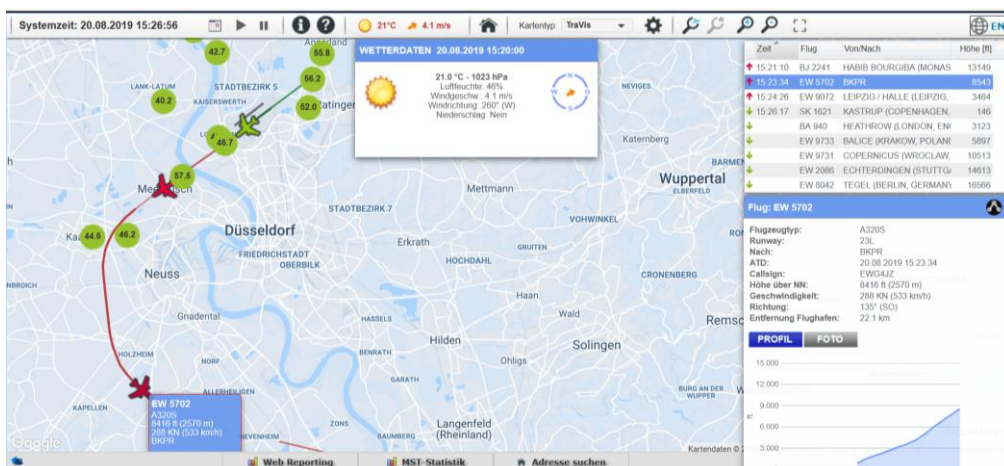 Systemzeit: 20.08.2019 15:26:56
21°C
4.1 m/s
Kartentyp:
TraVis
EN
42.7
55.8
LANK-LATUM
STADTBEZIRK 5
56.2
40.2
KAISERSWERTH
52.0
46.7
57.5
44.6
46.2
WETTERDATEN 20.08.2019 15:20:00
21.0 °C - 1023 hPa
Luftfeuchte: 46%
Windgeschw.: 4.1 m/s
Windrichtung: 260° (W)
Niederschlag: Nein
NEVIGES
Katernberg
Wuppertal
ELBERFELD
Mettmann
STADTBEZIRK 7
VOHWINKEL
Düsseldorf
FRIEDRICHSTADT
OBERBILK
Erkrath
GRUITEN
HOCHDAHL
CRONENBERG
Neuss
Haan
Gnadental
HASSELS
Wald
Hilden
Solingen
HOLZHEIM
NORF
BENRATH
Ohligs
GARATH
BURG AN DER
WUPPER
KAPELLEN
ALLERHEILIGEN
ZONS
Langenfeld
(Rheinland)
BAUMBERG
EW 5702
A320S
8416 ft (2570 m)
288 KN (533 km/h)
BKPR
Google
Kartendaten ©
Zeit Flug Von/Nach Höhe [ft]
15:21:10 BJ 2241 HABIB BOURGIBA (MONAS 13149
15:23:34 EW 5702 BKPR 8543
15:24:26 EW 9072 LEIPZIG / HALLE (LEIPZIG, 3464
15:26:17 SK 1621 KASTRUP (COPENHAGEN, 146
BA 940 HEATHROW (LONDON, EN 3123
EW 9733 BALICE (KRAKOW, POLAN 5897
EW 9731 COPERNICUS (WROCLAW, 10513
EW 2086 ECHTERDINGEN (STUTTG 14613
EW 8042 TEGEL (BERLIN, GERMANY 16566
Flug: EW 5702
Flugzeugtyp: A320S
Runway: 23L
Nach: BKPR
ATD: 20.08.2019 15:23:34
Callsign: EWG4JZ
Höhe über NN: 8416 ft (2570 m)
Geschwindigkeit: 288 KN (533 km/h)
Richtung: 135° (SO)
Entfernung Flughafen: 22.1 km
PROFIL FOTO
15.000
12.000
9.000
6.000
3.000
ft
Web Reporting
MST-Statistik
Adresse suchen